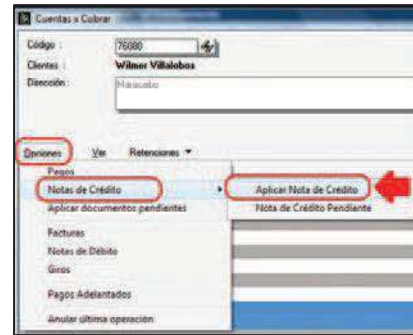 Cuentas x Cobrar
Código : 76080
Clientes : Wilmer Villalobos
Dirección : Maracaibo
Opciones Ver Retenciones
Pagos
Notas de Crédito Aplicar Nota de Crédito
Aplicar documentos pendientes Nota de Crédito Pendiente
Facturas
Notas de Débito
Giros
Pagos Adelantados
Anular última operación